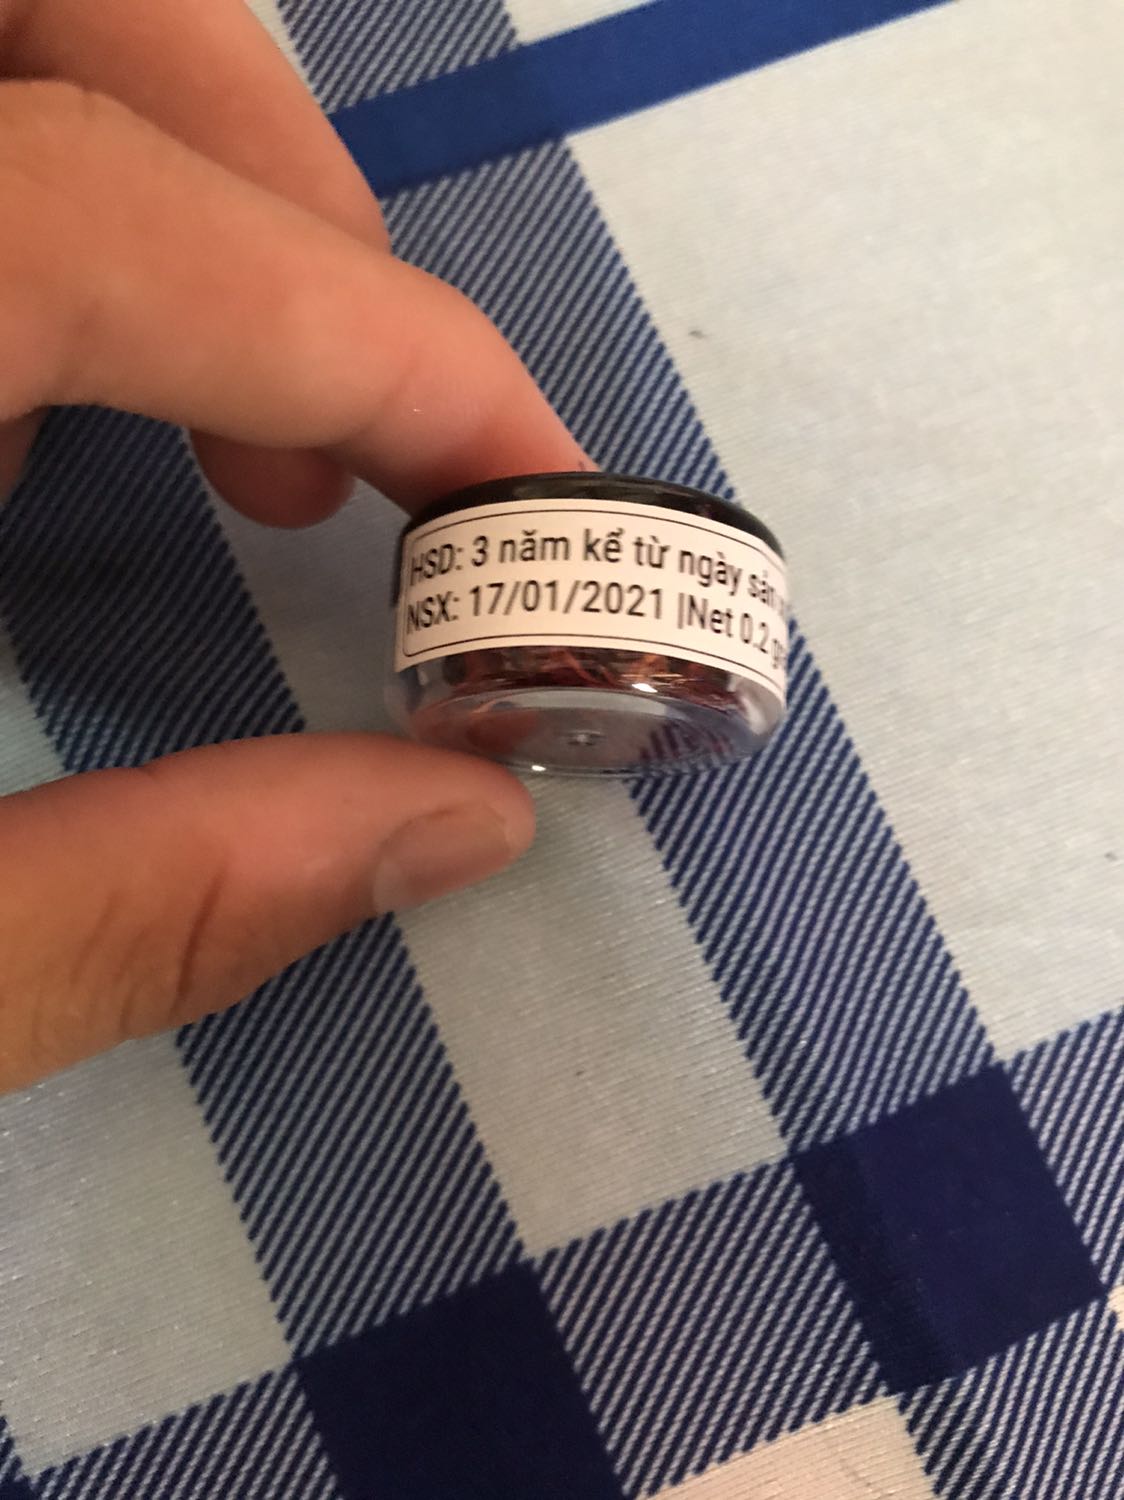 HSD: 3 năm kể từ ngày sản
NSX: 17/01/2021 |Net 0.2